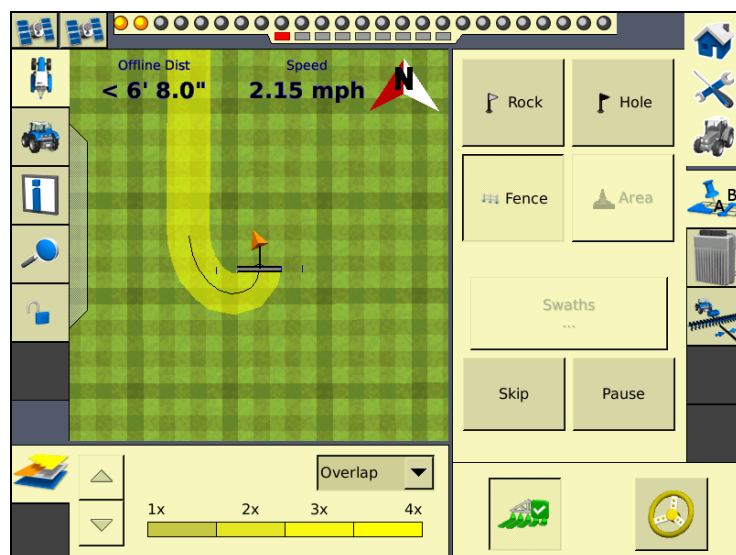 Offline Dist
< 6' 8.0"
Speed
2.15 mph
N
Rock
Hole
Fence
Area
Swaths
...
Skip
Pause
A
B
Overlap
1x 2x 3x 4x